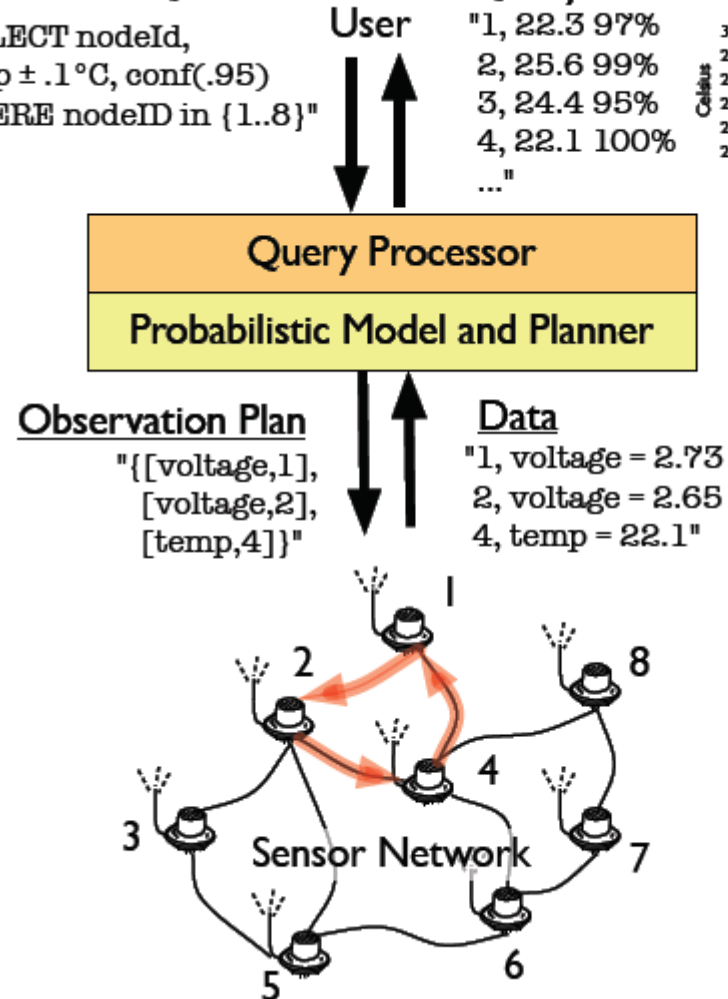 User
LECT nodeId,
p ± .1°C, conf(.95)
ERE nodeID in {1..8}"
"1, 22.3 97%
2, 25.6 99%
3, 24.4 95%
4, 22.1 100%
..."
Celsius
Query Processor
Probabilistic Model and Planner
Observation Plan
"{[voltage,1],
[voltage,2],
[temp,4]}"
Data
"1, voltage = 2.73
2, voltage = 2.65
4, temp = 22.1"
1
2
8
4
3
Sensor Network
7
6
5